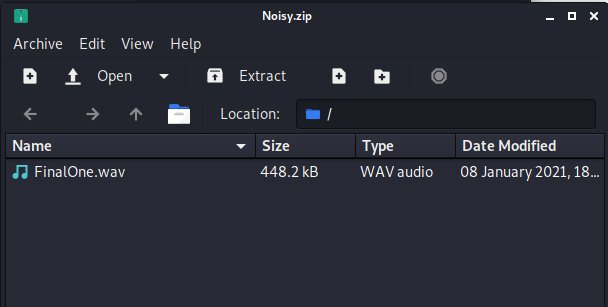 Noisy.zip
Archive Edit View Help
Open Extract
Location: /
Name Size Type Date Modified
FinalOne.wav 448.2 kB WAV audio 08 January 2021, 18...